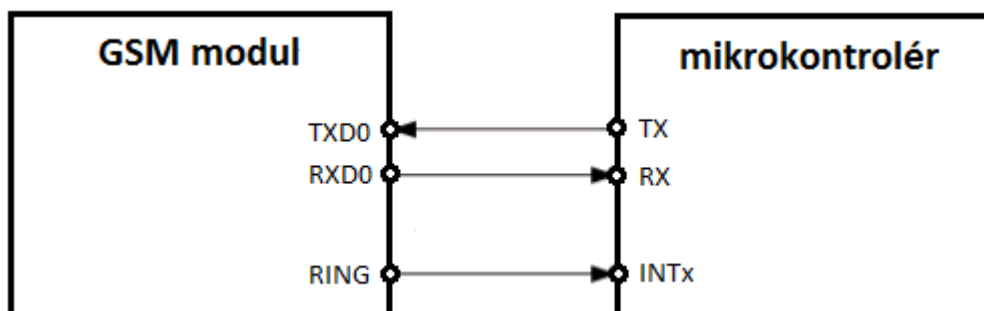 GSM modul
mikrokontrolér
TXD0
TX
RXD0
RX
RING
INTx